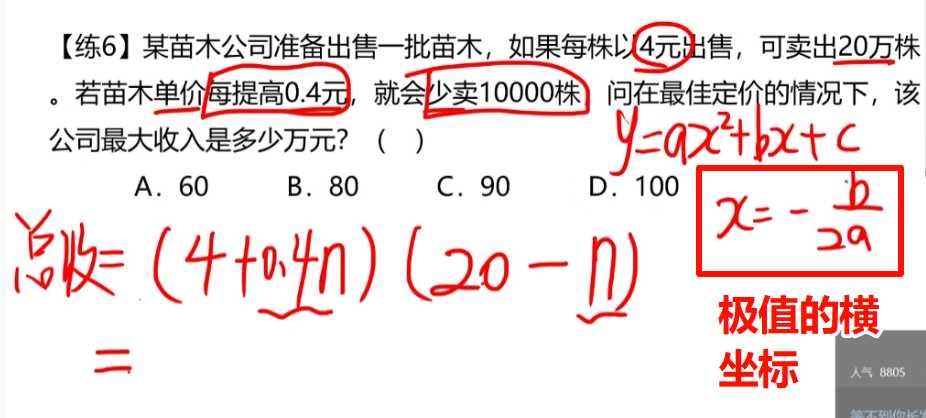 【练6】某苗木公司准备出售一批苗木，如果每株以4元出售，可卖出20万株
。若苗木单价每提高0.4元，就会少卖10000株，问在最佳定价的情况下，该
公司最大收入是多少万元？（ ）
y=ax²+bx+c
A．60 B．80 C．90 D．100
x=-b/2a
总收=(4+0.4n)(20-n)
=
极值的横
坐标
人气 8805